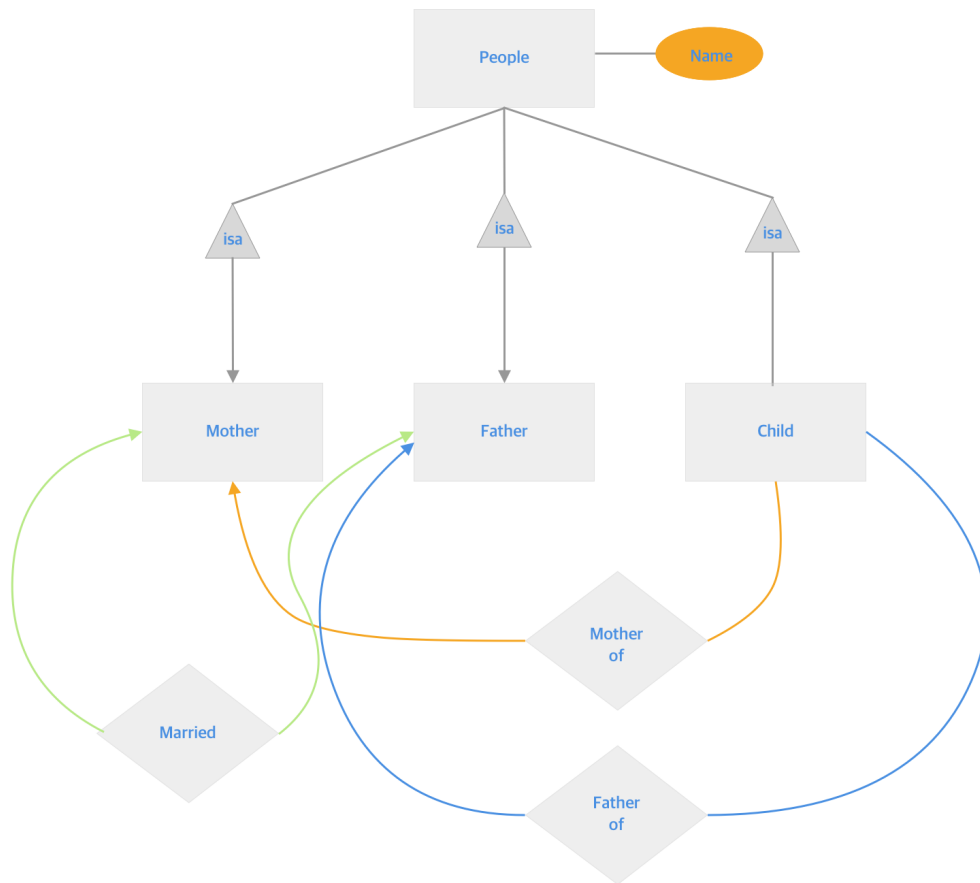 People
Name
isa
isa
isa
Mother
Father
Child
Mother
of
Married
Father
of